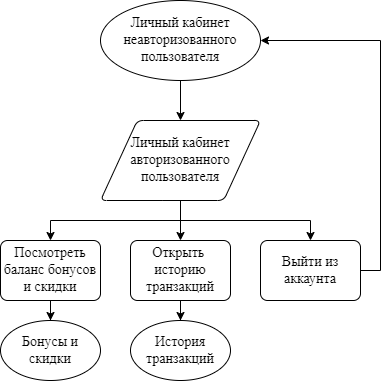 Личный кабинет
неавторизованного
пользователя
Личный кабинет
авторизованного
пользователя
Посмотреть
баланс бонусов
и скидки
Открыть
историю
транзакций
Выйти из
аккаунта
Бонусы и
скидки
История
транзакций